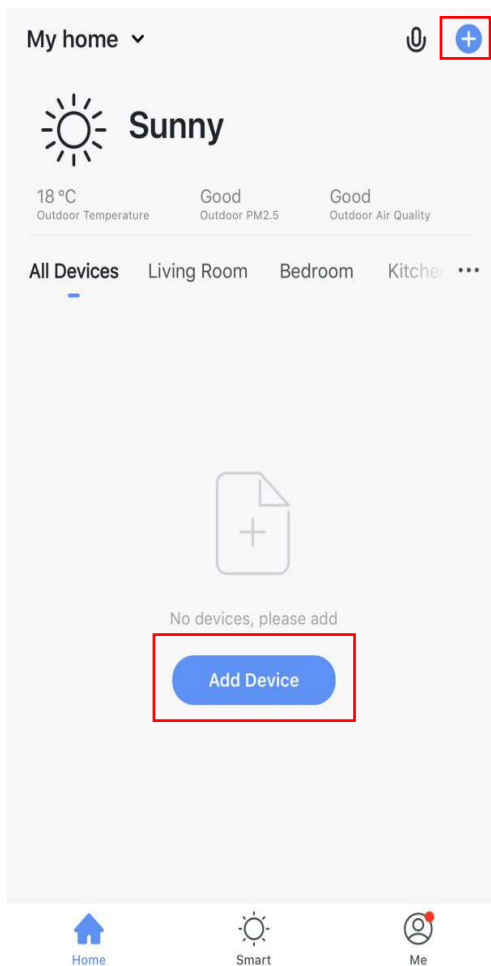 My home
Sunny
18 °C Good Good
Outdoor Temperature Outdoor PM2.5 Outdoor Air Quality
All Devices Living Room Bedroom Kitchen
No devices, please add
Add Device
Home Smart Me